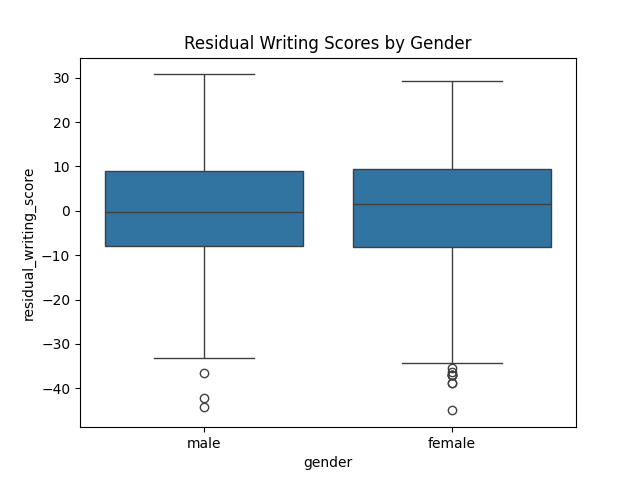 Residual Writing Scores by Gender
30
20
10
0
−10
−20
−30
−40
residual_writing_score
male
female
gender